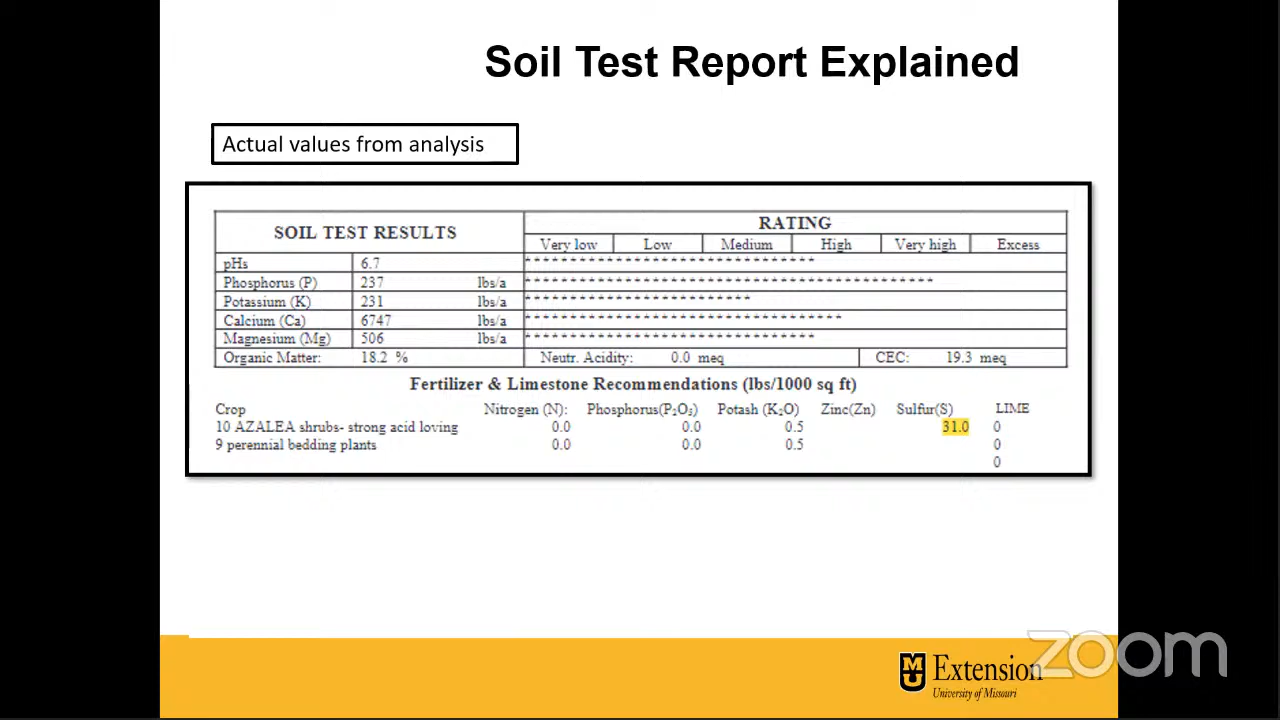 Soil Test Report Explained
Actual values from analysis
SOIL TEST RESULTS RATING
Very low Low Medium High Very high Excess
pHs 6.7 * * * * * * * * * * * * * * * * * * * * * * * * * * * * * * * * *
Phosphorus (P) 237 lbs/a * * * * * * * * * * * * * * * * * * * * * * * * * * * * * * * * * * * * * * * * * * * * * *
Potassium (K) 231 lbs/a * * * * * * * * * * * * * * * * * * * * * * * * * *
Calcium (Ca) 6747 lbs/a * * * * * * * * * * * * * * * * * * * * * * * * * * * * * * * * * * * *
Magnesium (Mg) 506 lbs/a * * * * * * * * * * * * * * * * * * * * * * * * * * * * * * * * *
Organic Matter: 18.2 % Neutr. Acidity: 0.0 meq CEC: 19.3 meq
Fertilizer & Limestone Recommendations (lbs/1000 sq ft)
Crop Nitrogen (N): Phosphorus(P₂O₅) Potash (K₂O) Zinc(Zn) Sulfur(S) LIME
10 AZALEA shrubs- strong acid loving 0.0 0.0 0.5 31.0 0
9 perennial bedding plants 0.0 0.0 0.5 0
0
MU Extension
University of Missouri
zoom